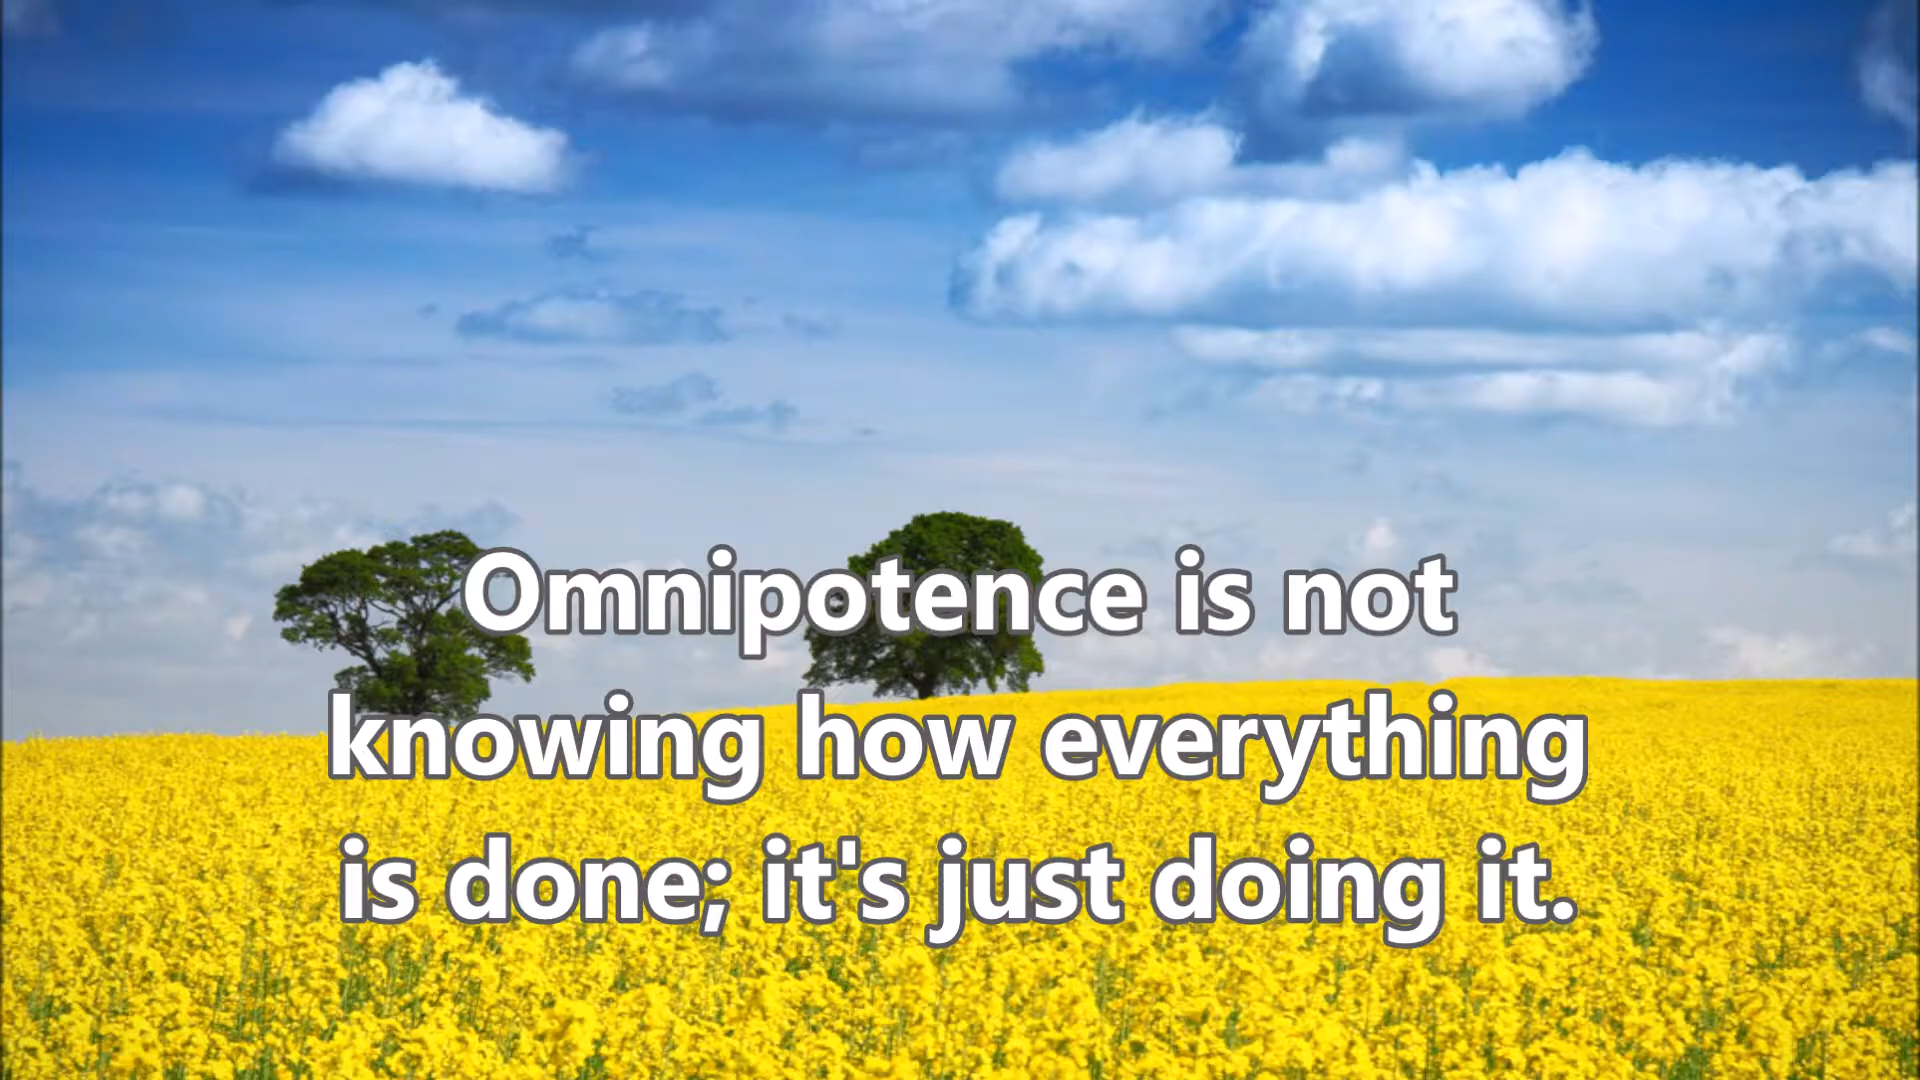 Omnipotence is not
knowing how everything
is done; it's just doing it.